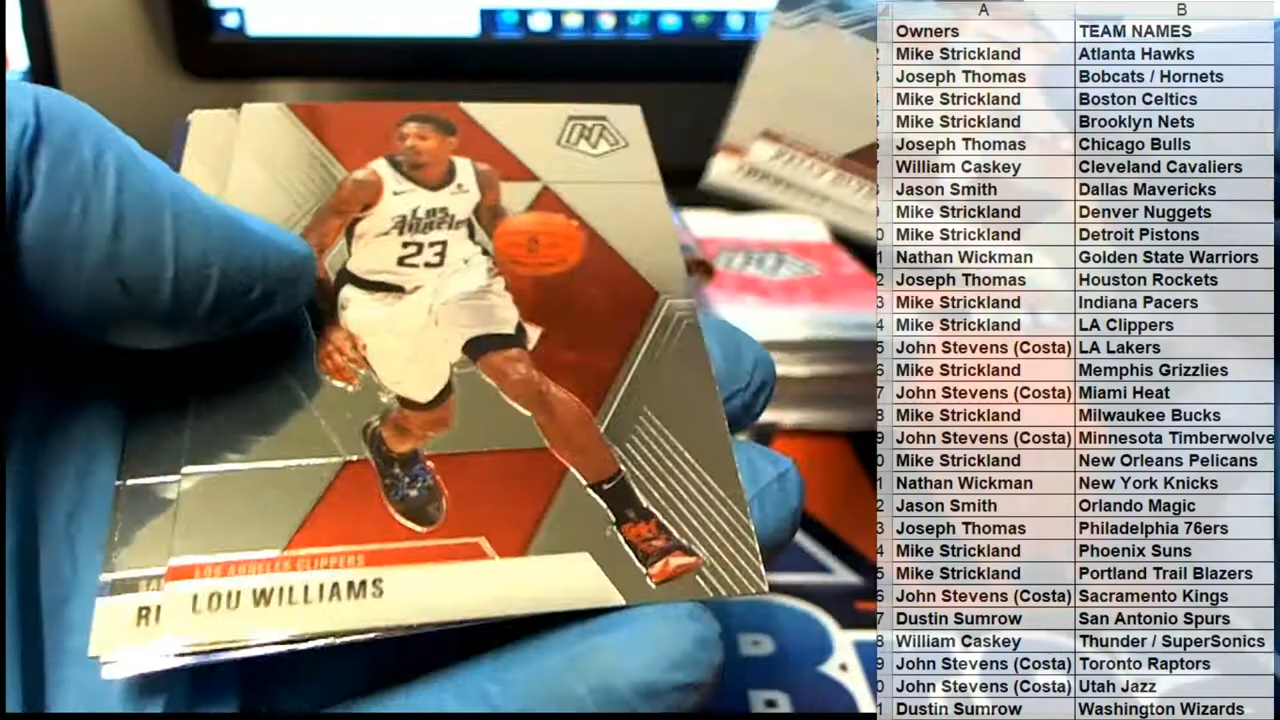 A B
Owners TEAM NAMES
Mike Strickland Atlanta Hawks
Joseph Thomas Bobcats / Hornets
Mike Strickland Boston Celtics
Mike Strickland Brooklyn Nets
Joseph Thomas Chicago Bulls
William Caskey Cleveland Cavaliers
Jason Smith Dallas Mavericks
Mike Strickland Denver Nuggets
Mike Strickland Detroit Pistons
Nathan Wickman Golden State Warriors
Joseph Thomas Houston Rockets
Mike Strickland Indiana Pacers
Mike Strickland LA Clippers
John Stevens (Costa) LA Lakers
Mike Strickland Memphis Grizzlies
John Stevens (Costa) Miami Heat
Mike Strickland Milwaukee Bucks
John Stevens (Costa) Minnesota Timberwolve
Mike Strickland New Orleans Pelicans
Nathan Wickman New York Knicks
Jason Smith Orlando Magic
Joseph Thomas Philadelphia 76ers
Mike Strickland Phoenix Suns
Mike Strickland Portland Trail Blazers
John Stevens (Costa) Sacramento Kings
Dustin Sumrow San Antonio Spurs
William Caskey Thunder / SuperSonics
John Stevens (Costa) Toronto Raptors
John Stevens (Costa) Utah Jazz
Dustin Sumrow Washington Wizards
Los Angeles
23
LOS ANGELES CLIPPERS
LOU WILLIAMS
RI